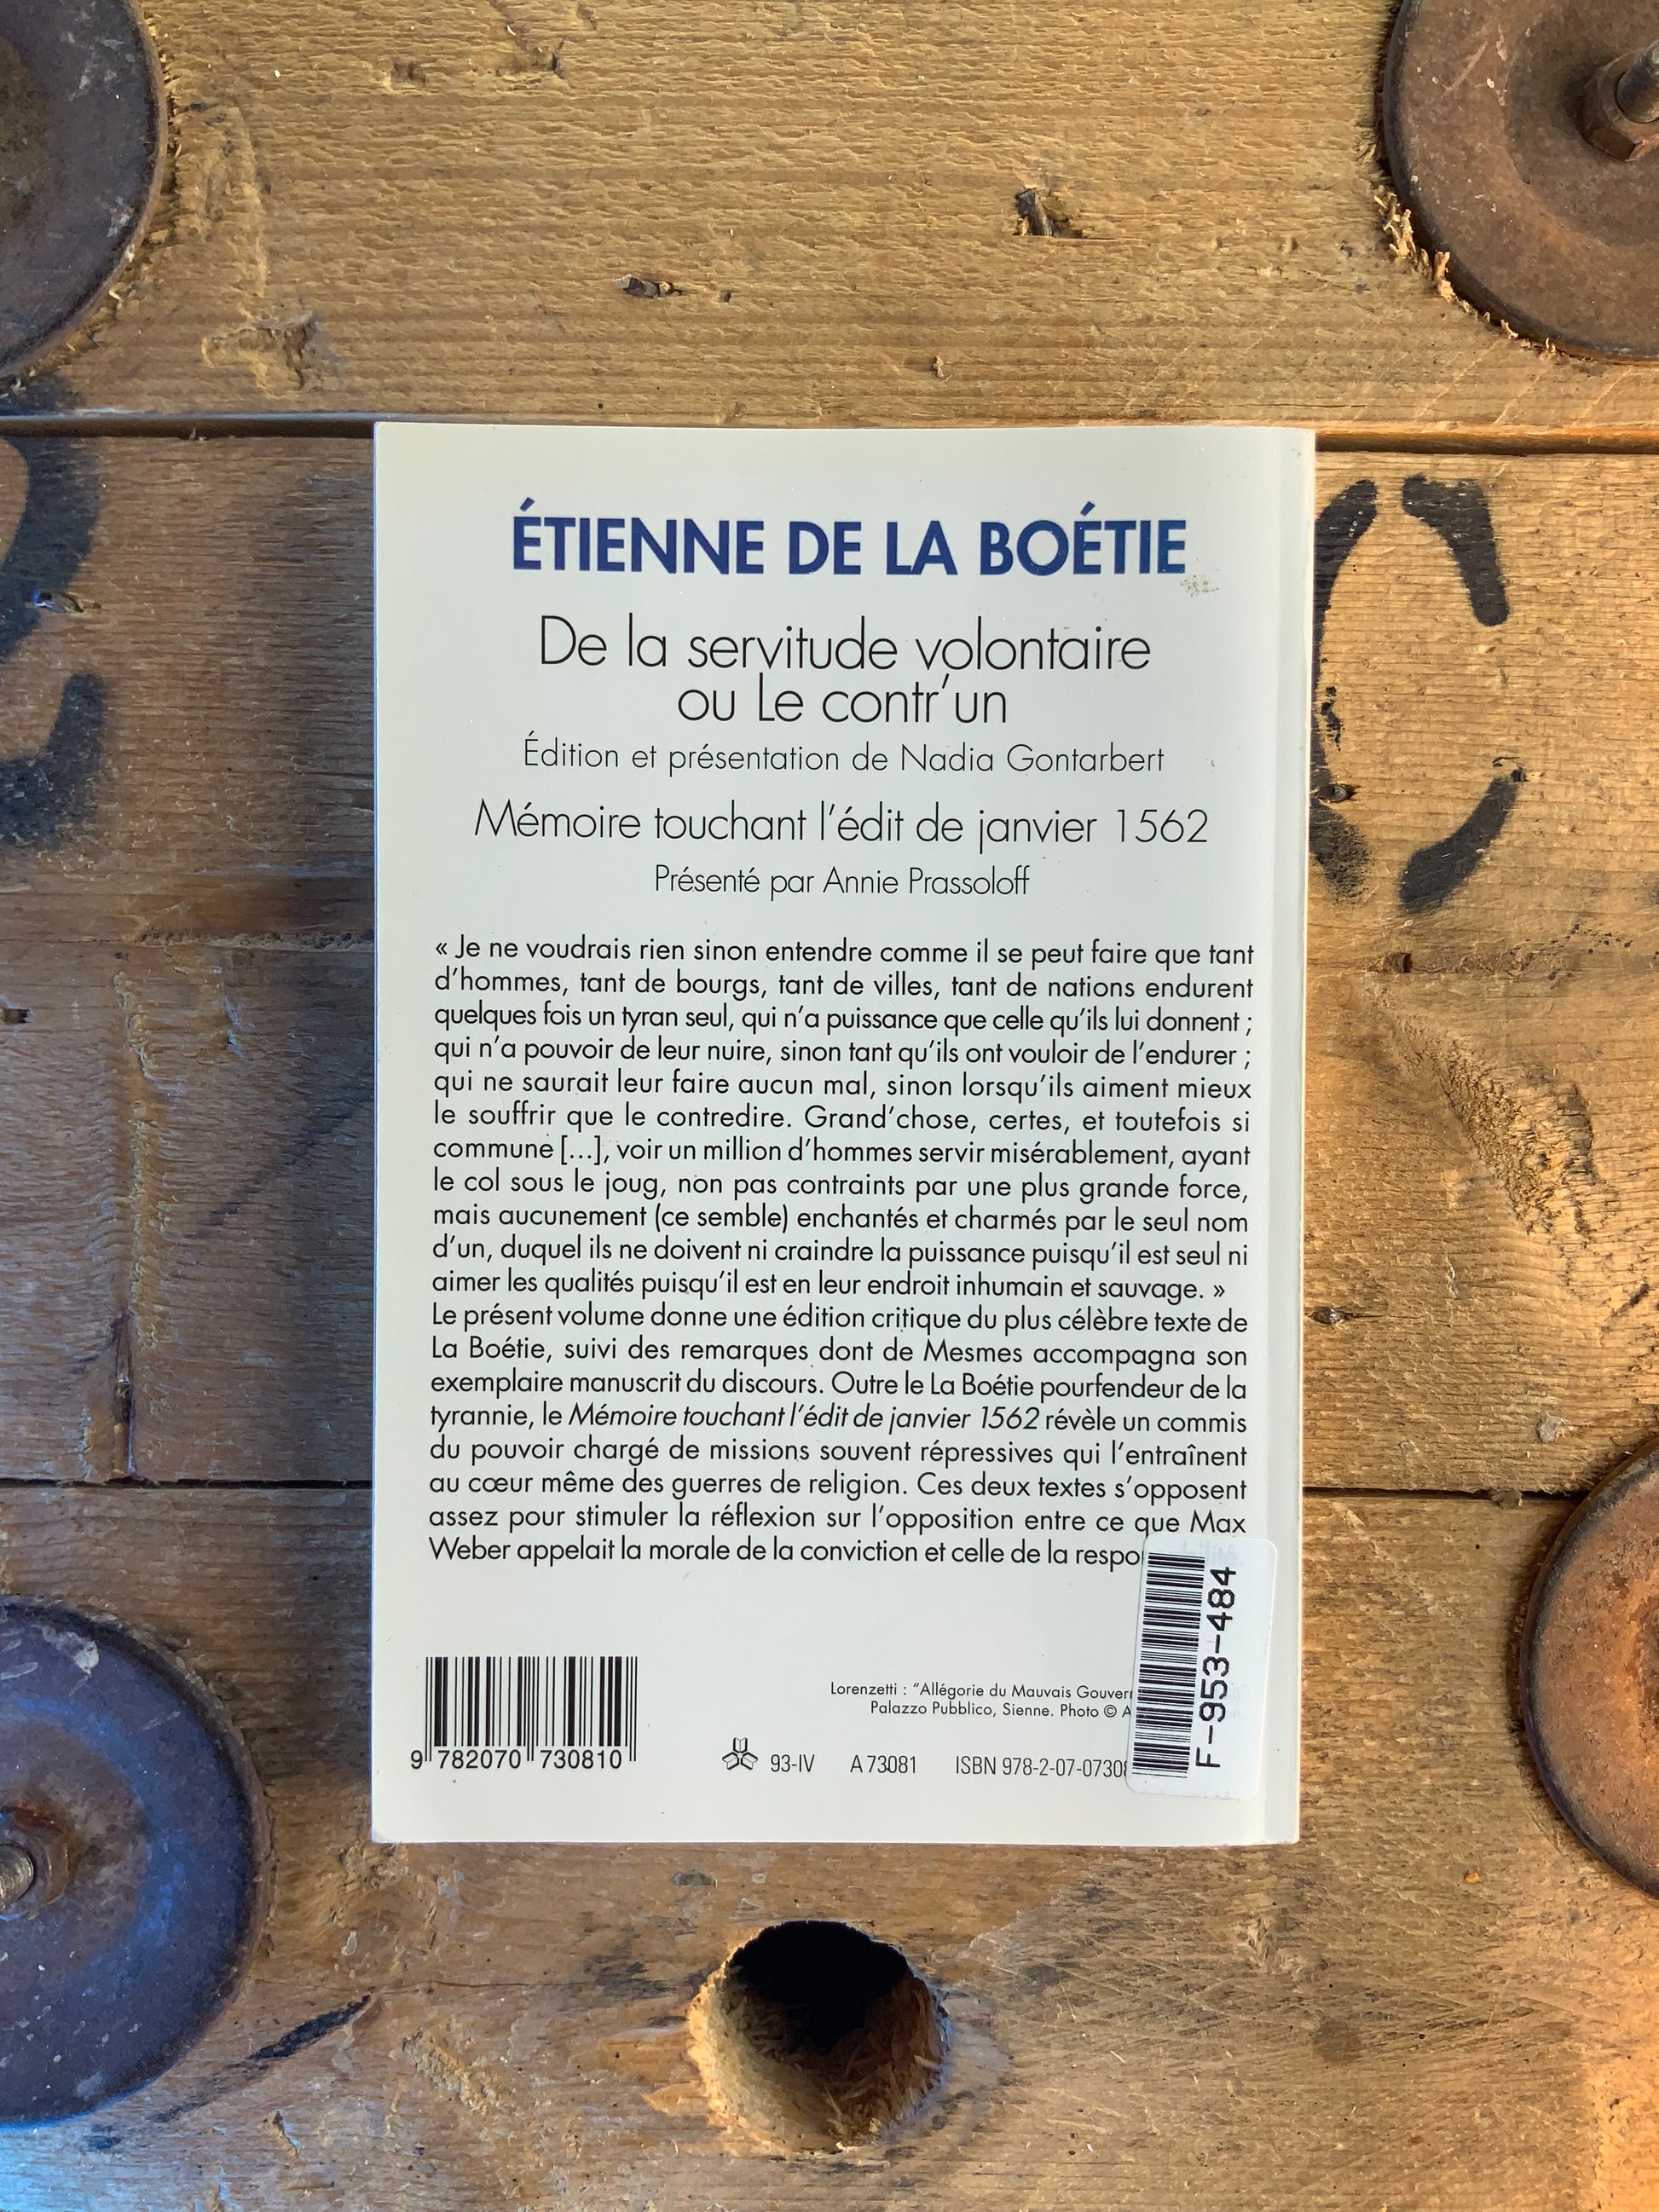 ÉTIENNE DE LA BOÉTIE
De la servitude volontaire
ou Le contr'un
Édition et présentation de Nadia Gontarbert
Mémoire touchant l'édit de janvier 1562
Présenté par Annie Prassoloff
« Je ne voudrais rien sinon entendre comme il se peut faire que tant
d'hommes, tant de bourgs, tant de villes, tant de nations endurent
quelques fois un tyran seul, qui n'a puissance que celle qu'ils lui donnent ;
qui n'a pouvoir de leur nuire, sinon tant qu'ils ont vouloir de l'endurer ;
qui ne saurait leur faire aucun mal, sinon lorsqu'ils aiment mieux
le souffrir que le contredire. Grand'chose, certes, et toutefois si
commune [...], voir un million d'hommes servir misérablement, ayant
le col sous le joug, non pas contraints par une plus grande force,
mais aucunement (ce semble) enchantés et charmés par le seul nom
d'un, duquel ils ne doivent ni craindre la puissance puisqu'il est seul ni
aimer les qualités puisqu'il est en leur endroit inhumain et sauvage. »
Le présent volume donne une édition critique du plus célèbre texte de
La Boétie, suivi des remarques dont de Mesmes accompagna son
exemplaire manuscrit du discours. Outre le La Boétie pourfendeur de la
tyrannie, le Mémoire touchant l'édit de janvier 1562 révèle un commis
du pouvoir chargé de missions souvent répressives qui l'entraînent
au cœur même des guerres de religion. Ces deux textes s'opposent
assez pour stimuler la réflexion sur l'opposition entre ce que Max
Weber appelait la morale de la conviction et celle de la
F-953-484
Lorenzetti : "Allégorie du Mauvais
Palazzo Pubblico, Sienne. Photo ©
9 782070 730810
93-IV A 73081 ISBN 978-2-07-0730